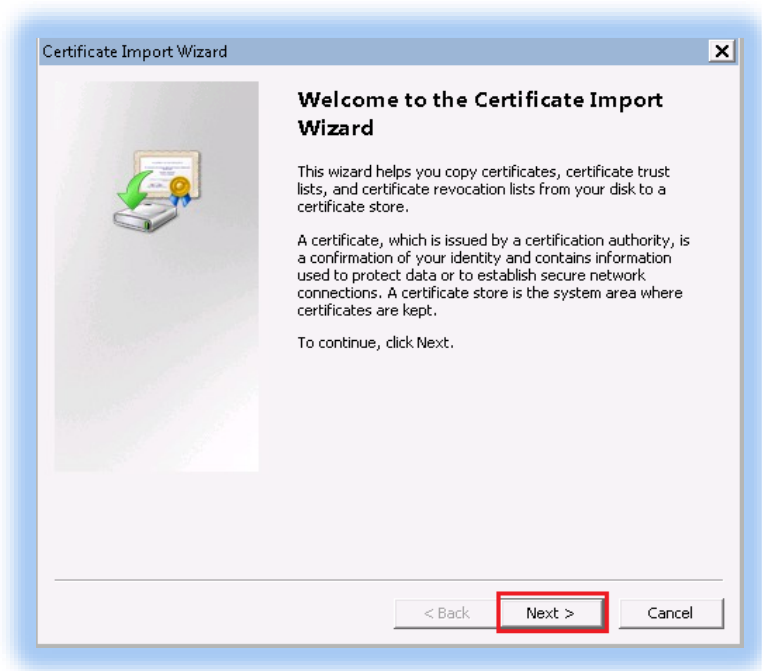 Certificate Import Wizard
Welcome to the Certificate Import
Wizard
This wizard helps you copy certificates, certificate trust
lists, and certificate revocation lists from your disk to a
certificate store.
A certificate, which is issued by a certification authority, is
a confirmation of your identity and contains information
used to protect data or to establish secure network
connections. A certificate store is the system area where
certificates are kept.
To continue, click Next.
< Back Next > Cancel